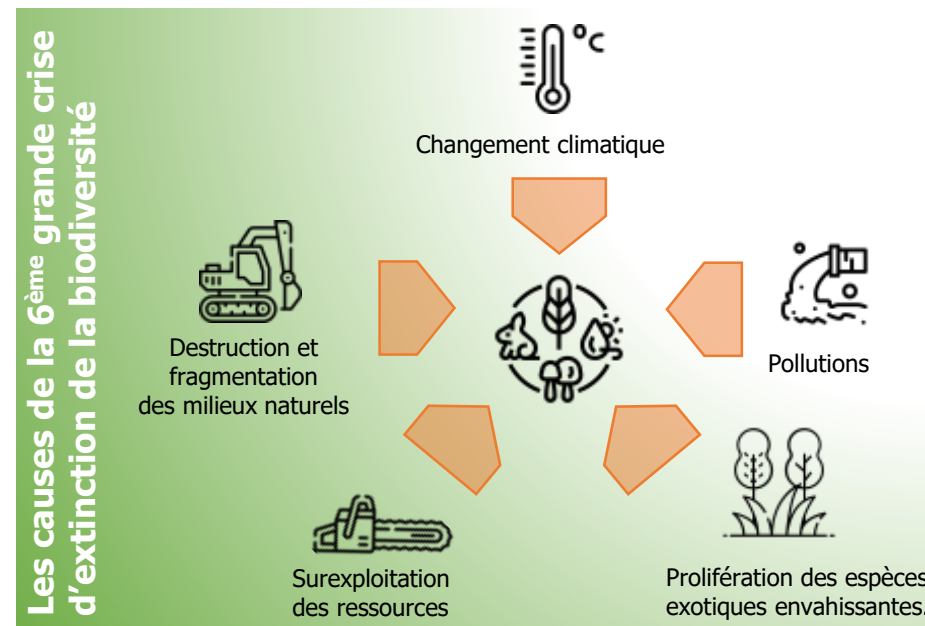 Les causes de la 6ème grande crise
d’extinction de la biodiversité
°C
Changement climatique
Destruction et
fragmentation
des milieux naturels
Pollutions
Surexploitation
des ressources
Prolifération des espèces
exotiques envahissantes.